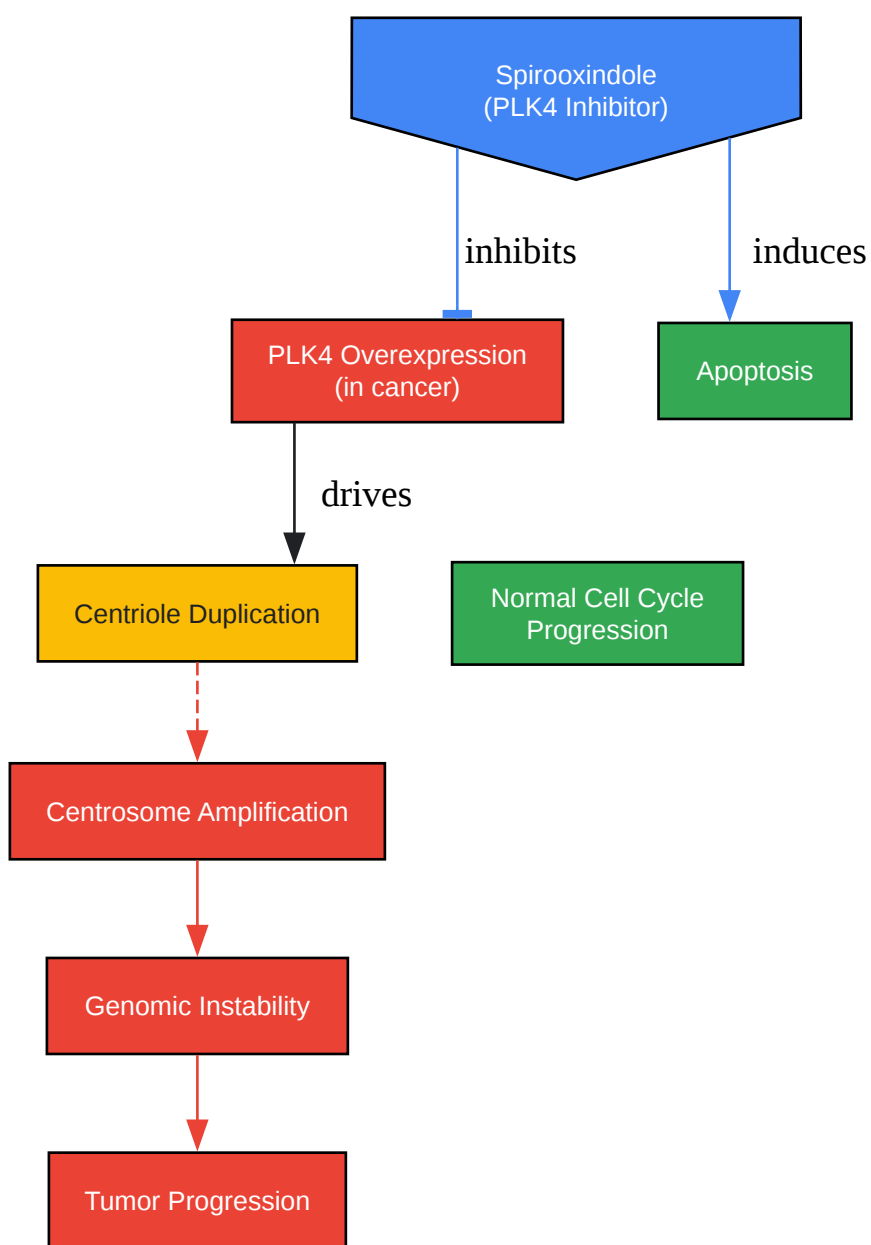 Spirooxindole
(PLK4 Inhibitor)
inhibits
induces
PLK4 Overexpression
(in cancer)
Apoptosis
drives
Centriole Duplication
Normal Cell Cycle
Progression
Centrosome Amplification
Genomic Instability
Tumor Progression